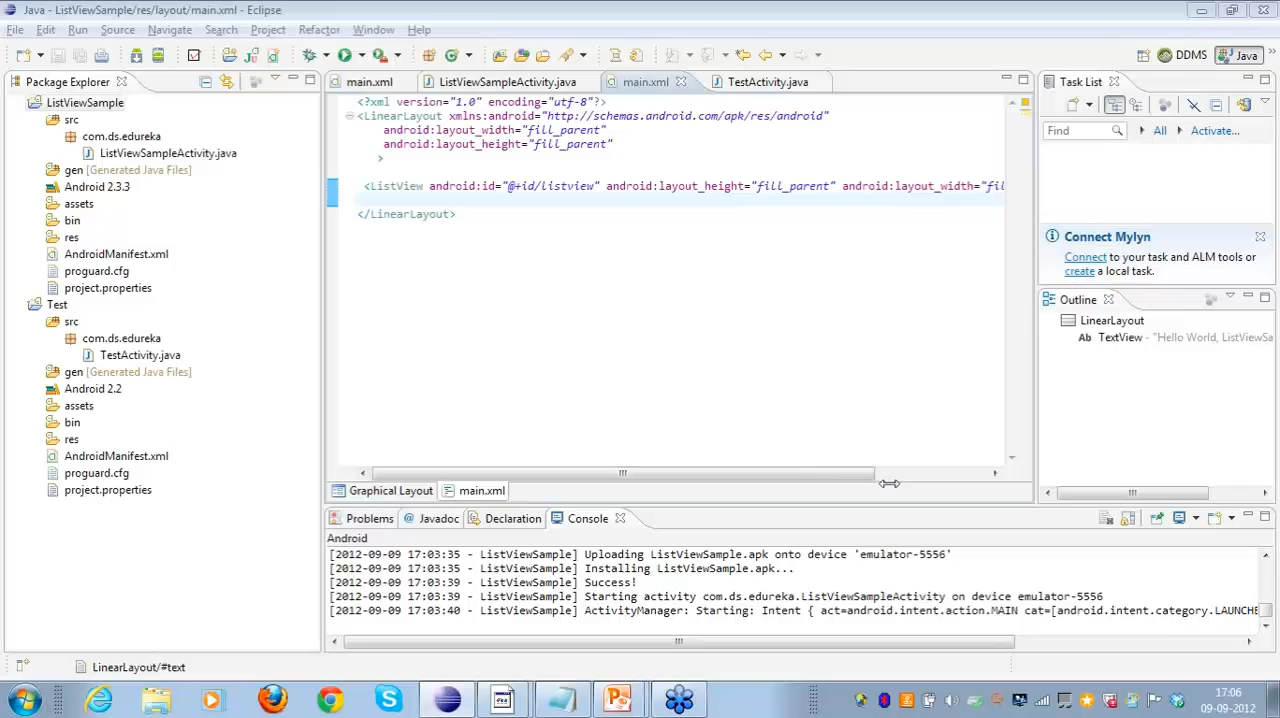 Java - ListViewSample/res/layout/main.xml - Eclipse
File Edit Run Source Navigate Search Project Refactor Window Help
DDMS Java
Package Explorer
ListViewSample
src
com.ds.edureka
ListViewSampleActivity.java
gen [Generated Java Files]
Android 2.3.3
assets
bin
res
AndroidManifest.xml
proguard.cfg
project.properties
Test
src
com.ds.edureka
TestActivity.java
gen [Generated Java Files]
Android 2.2
assets
bin
res
AndroidManifest.xml
proguard.cfg
project.properties
main.xml ListViewSampleActivity.java main.xml TestActivity.java
<?xml version="1.0" encoding="utf-8"?>
<LinearLayout xmlns:android="http://schemas.android.com/apk/res/android"
android:layout_width="fill_parent"
android:layout_height="fill_parent"
>
<ListView android:id="@+id/listview" android:layout_height="fill_parent" android:layout_width="fil
</LinearLayout>
Graphical Layout main.xml
Task List
Find All Activate...
Connect Mylyn
Connect to your task and ALM tools or
create a local task.
Outline
LinearLayout
Ab TextView - "Hello World, ListViewSa
Problems @ Javadoc Declaration Console
Android
[2012-09-09 17:03:35 - ListViewSample] Uploading ListViewSample.apk onto device 'emulator-5556'
[2012-09-09 17:03:35 - ListViewSample] Installing ListViewSample.apk...
[2012-09-09 17:03:39 - ListViewSample] Success!
[2012-09-09 17:03:39 - ListViewSample] Starting activity com.ds.edureka.ListViewSampleActivity on device emulator-5556
[2012-09-09 17:03:40 - ListViewSample] ActivityManager: Starting: Intent { act=android.intent.action.MAIN cat=[android.intent.category.LAUNCHE
LinearLayout/#text
17:06
09-09-2012